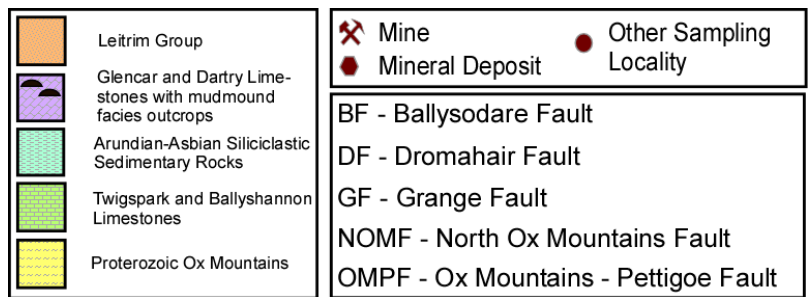 Leitrim Group
Glencar and Dartry Lime-
stones with mudmound
facies outcrops
Arundian-Asbian Siliciclastic
Sedimentary Rocks
Twigspark and Ballyshannon
Limestones
Proterozoic Ox Mountains
Mine
Mineral Deposit
Other Sampling
Locality
BF - Ballysodare Fault
DF - Dromahair Fault
GF - Grange Fault
NOMF - North Ox Mountains Fault
OMPF - Ox Mountains - Pettigoe Fault